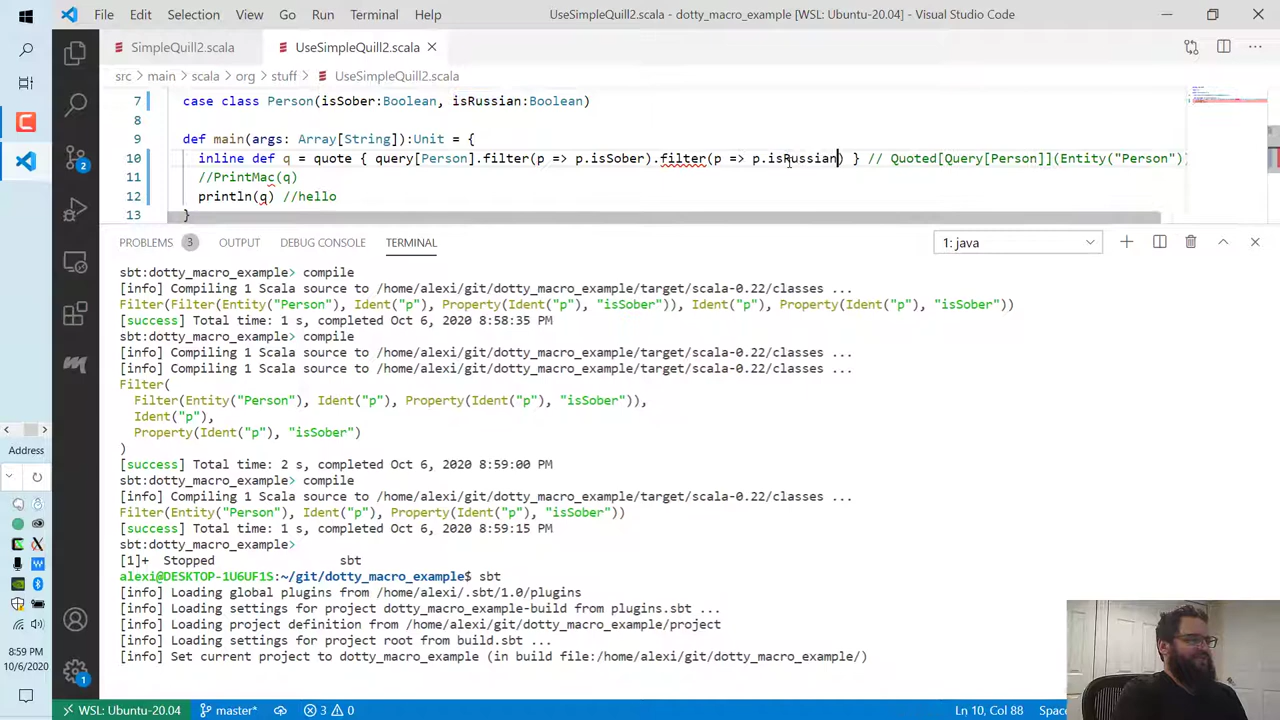 File Edit Selection View Go Run Terminal Help UseSimpleQuill2.scala - dotty_macro_example [WSL: Ubuntu-20.04] - Visual Studio Code
SimpleQuill2.scala UseSimpleQuill2.scala
src > main > scala > org > stuff > UseSimpleQuill2.scala
7 case class Person(isSober:Boolean, isRussian:Boolean)
8
9 def main(args: Array[String]):Unit = {
10 inline def q = quote { query[Person].filter(p => p.isSober).filter(p => p.isRussian) } // Quoted[Query[Person]](Entity("Person")
11 //PrintMac(q)
12 println(q) //hello
13 }
PROBLEMS 3 OUTPUT DEBUG CONSOLE TERMINAL 1: java
sbt:dotty_macro_example> compile
[info] Compiling 1 Scala source to /home/alexi/git/dotty_macro_example/target/scala-0.22/classes ...
Filter(Filter(Entity("Person"), Ident("p"), Property(Ident("p"), "isSober")), Ident("p"), Property(Ident("p"), "isSober"))
[success] Total time: 1 s, completed Oct 6, 2020 8:58:35 PM
sbt:dotty_macro_example> compile
[info] Compiling 1 Scala source to /home/alexi/git/dotty_macro_example/target/scala-0.22/classes ...
[info] Compiling 1 Scala source to /home/alexi/git/dotty_macro_example/target/scala-0.22/classes ...
Filter(
Filter(Entity("Person"), Ident("p"), Property(Ident("p"), "isSober")),
Ident("p"),
Property(Ident("p"), "isSober")
)
[success] Total time: 2 s, completed Oct 6, 2020 8:59:00 PM
sbt:dotty_macro_example> compile
[info] Compiling 1 Scala source to /home/alexi/git/dotty_macro_example/target/scala-0.22/classes ...
Filter(Entity("Person"), Ident("p"), Property(Ident("p"), "isSober"))
[success] Total time: 1 s, completed Oct 6, 2020 8:59:15 PM
sbt:dotty_macro_example>
[1]+ Stopped sbt
alexi@DESKTOP-1U6UF1S:~/git/dotty_macro_example$ sbt
[info] Loading global plugins from /home/alexi/.sbt/1.0/plugins
[info] Loading settings for project dotty_macro_example-build from plugins.sbt ...
[info] Loading project definition from /home/alexi/git/dotty_macro_example/project
[info] Loading settings for project root from build.sbt ...
[info] Set current project to dotty_macro_example (in build file:/home/alexi/git/dotty_macro_example/)
2
1
Address
8:59 PM
10/6/2020
WSL: Ubuntu-20.04 master* 3 0 Ln 10, Col 88 Space